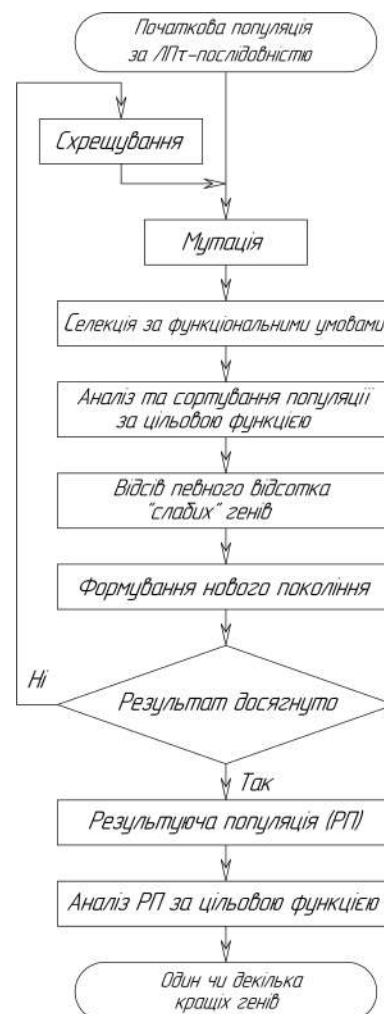 Початкова популяція
за ЛПτ-послідовністю
Схрещування
Мутація
Селекція за функціональними умовами
Аналіз та сортування популяції
за цільовою функцією
Відсів певного відсотка
"слабих" генів
Формування нового покоління
Ні
Результат досягнуто
Так
Результуюча популяція (РП)
Аналіз РП за цільовою функцією
Один чи декілька
кращіх генів